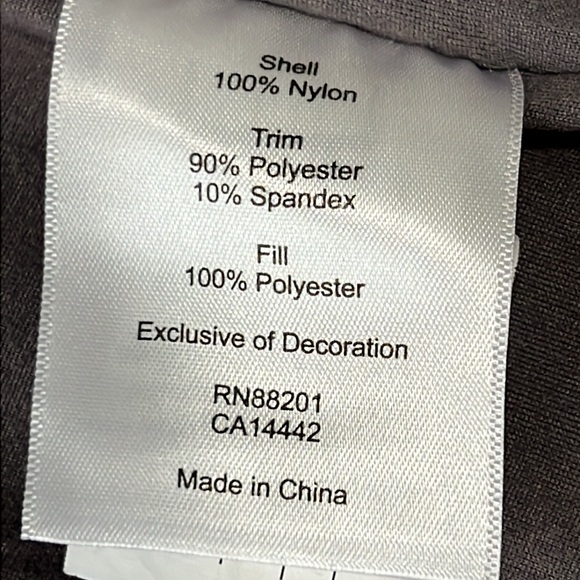 Shell
100% Nylon
Trim
90% Polyester
10% Spandex
Fill
100% Polyester
Exclusive of Decoration
RN88201
CA14442
Made in China